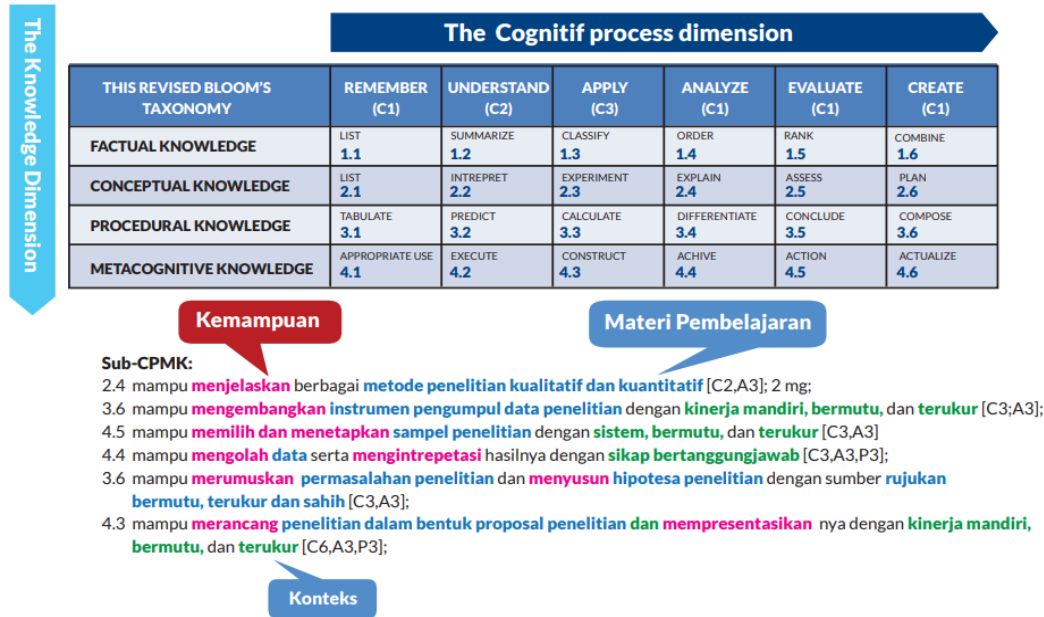 The Knowledge Dimension
The Cognitif process dimension
THIS REVISED BLOOM'S TAXONOMY
REMEMBER (C1)
UNDERSTAND (C2)
APPLY (C3)
ANALYZE (C1)
EVALUATE (C1)
CREATE (C1)
FACTUAL KNOWLEDGE
LIST 1.1
SUMMARIZE 1.2
CLASSIFY 1.3
ORDER 1.4
RANK 1.5
COMBINE 1.6
CONCEPTUAL KNOWLEDGE
LIST 2.1
INTREPRET 2.2
EXPERIMENT 2.3
EXPLAIN 2.4
ASSESS 2.5
PLAN 2.6
PROCEDURAL KNOWLEDGE
TABULATE 3.1
PREDICT 3.2
CALCULATE 3.3
DIFFERENTIATE 3.4
CONCLUDE 3.5
COMPOSE 3.6
METACOGNITIVE KNOWLEDGE
APPROPRIATE USE 4.1
EXECUTE 4.2
CONSTRUCT 4.3
ACHIVE 4.4
ACTION 4.5
ACTUALIZE 4.6
Kemampuan
Materi Pembelajaran
Sub-CPMK:
2.4 mampu menjelaskan berbagai metode penelitian kualitatif dan kuantitatif [C2,A3]; 2 mg;
3.6 mampu mengembangkan instrumen pengumpul data penelitian dengan kinerja mandiri, bermutu, dan terukur [C3;A3];
4.5 mampu memilih dan menetapkan sampel penelitian dengan sistem, bermutu, dan terukur [C3,A3]
4.4 mampu mengolah data serta mengintrepetasi hasilnya dengan sikap bertanggungjawab [C3,A3,P3];
3.6 mampu merumuskan permasalahan penelitian dan menyusun hipotesa penelitian dengan sumber rujukan
bermutu, terukur dan sahih [C3,A3];
4.3 mampu merancang penelitian dalam bentuk proposal penelitian dan mempresentasikan nya dengan kinerja mandiri,
bermutu, dan terukur [C6,A3,P3];
Konteks